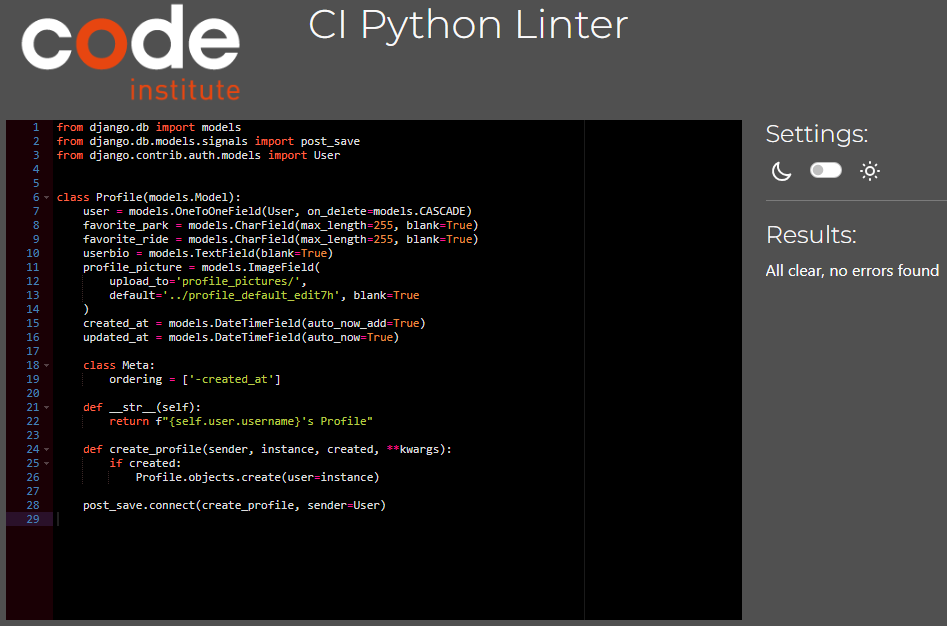 code
institute
CI Python Linter
1 from django.db import models
2 from django.db.models.signals import post_save
3 from django.contrib.auth.models import User
4
5
6 class Profile(models.Model):
7     user = models.OneToOneField(User, on_delete=models.CASCADE)
8     favorite_park = models.CharField(max_length=255, blank=True)
9     favorite_ride = models.CharField(max_length=255, blank=True)
10     userbio = models.TextField(blank=True)
11     profile_picture = models.ImageField(
12         upload_to='profile_pictures/',
13         default='../profile_default_edit7h', blank=True
14     )
15     created_at = models.DateTimeField(auto_now_add=True)
16     updated_at = models.DateTimeField(auto_now=True)
17
18     class Meta:
19         ordering = ['-created_at']
20
21     def __str__(self):
22         return f"{self.user.username}'s Profile"
23
24     def create_profile(sender, instance, created, **kwargs):
25         if created:
26             Profile.objects.create(user=instance)
27
28     post_save.connect(create_profile, sender=User)
29
Settings:
Results:
All clear, no errors found